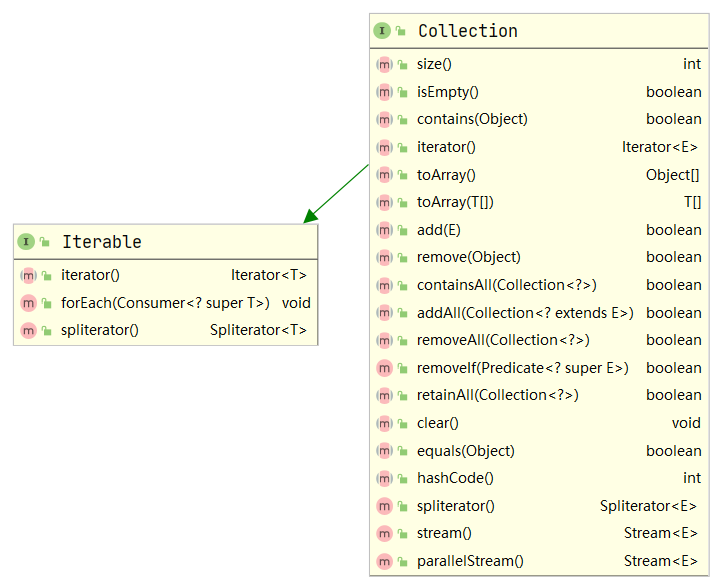 Collection
size() int
isEmpty() boolean
contains(Object) boolean
iterator() Iterator<E>
toArray() Object[]
toArray(T[]) T[]
add(E) boolean
remove(Object) boolean
containsAll(Collection<?>) boolean
addAll(Collection<? extends E>) boolean
removeAll(Collection<?>) boolean
removeIf(Predicate<? super E>) boolean
retainAll(Collection<?>) boolean
clear() void
equals(Object) boolean
hashCode() int
spliterator() Spliterator<E>
stream() Stream<E>
parallelStream() Stream<E>
Iterable
iterator() Iterator<T>
forEach(Consumer<? super T>) void
spliterator() Spliterator<T>